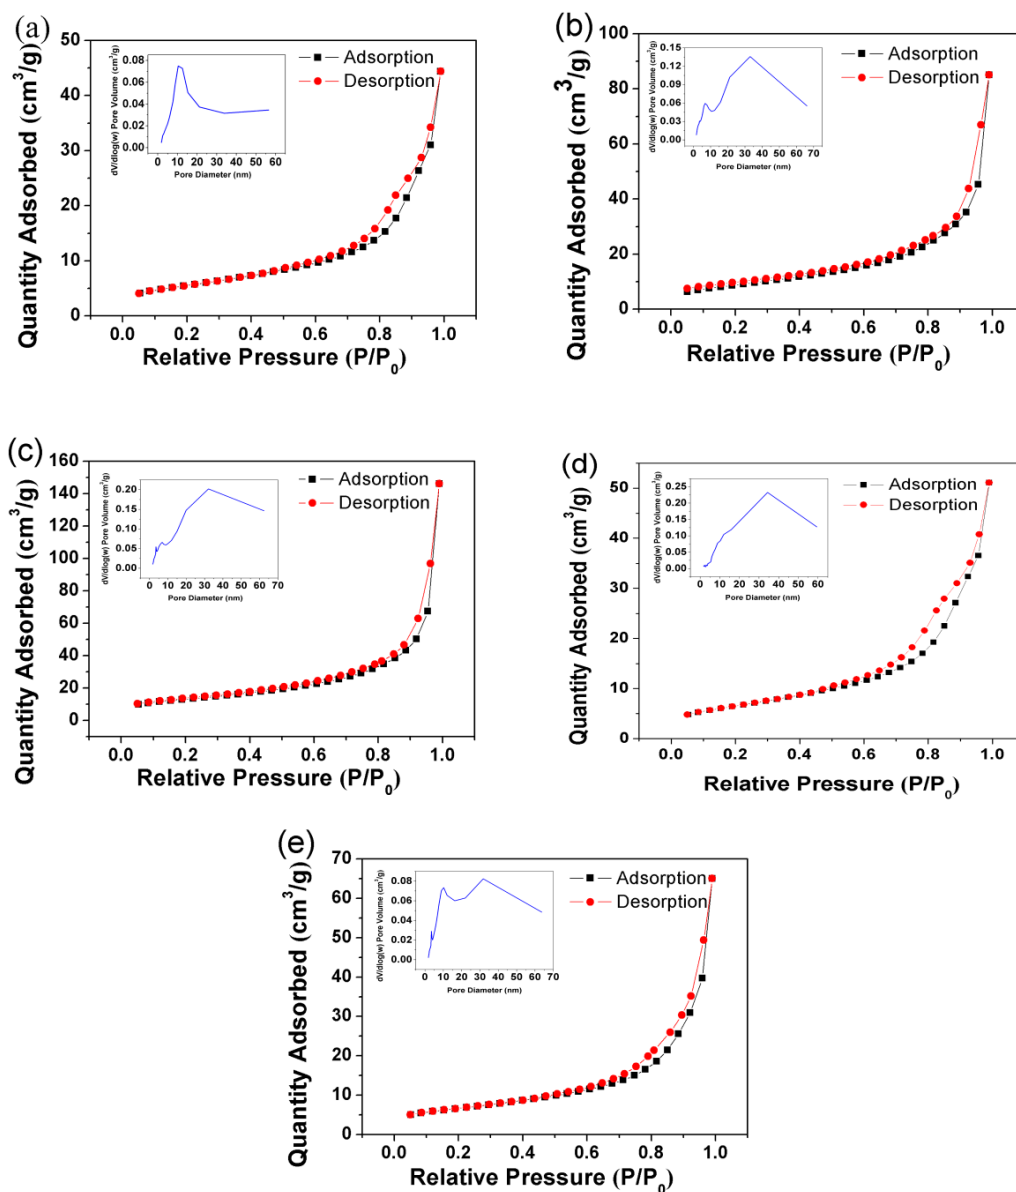 (a)
50
40
30
20
10
0
Quantity Adsorbed (cm³/g)
0.0 0.2 0.4 0.6 0.8 1.0
Relative Pressure (P/P₀)
Adsorption
Desorption
0.08
0.06
0.04
0.02
0.00
dV/dlog(w) Pore Volume (cm³/g)
0 10 20 30 40 50 60
Pore Diameter (nm)
(b)
100
80
60
40
20
0
Quantity Adsorbed (cm³/g)
0.0 0.2 0.4 0.6 0.8 1.0
Relative Pressure (P/P₀)
Adsorption
Desorption
0.15
0.12
0.09
0.06
0.03
0.00
dV/dlog(w) Pore Volume (cm³/g)
0 10 20 30 40 50 60 70
Pore Diameter (nm)
(c)
160
140
120
100
80
60
40
20
0
Quantity Adsorbed (cm³/g)
0.0 0.2 0.4 0.6 0.8 1.0
Relative Pressure (P/P₀)
Adsorption
Desorption
0.20
0.15
0.10
0.05
0.00
dV/dlog(w) Pore Volume (cm³/g)
0 10 20 30 40 50 60 70
Pore Diameter (nm)
(d)
50
40
30
20
10
0
Quantity Adsorbed (cm³/g)
0.0 0.2 0.4 0.6 0.8 1.0
Relative Pressure (P/P₀)
Adsorption
Desorption
0.25
0.20
0.15
0.10
0.05
0.00
dV/dlog(w) Pore Volume (cm³/g)
0 10 20 30 40 50 60
Pore Diameter (nm)
(e)
70
60
50
40
30
20
10
0
Quantity Adsorbed (cm³/g)
0.0 0.2 0.4 0.6 0.8 1.0
Relative Pressure (P/P₀)
Adsorption
Desorption
0.08
0.06
0.04
0.02
0.00
dV/dlog(w) Pore Volume (cm³/g)
0 10 20 30 40 50 60 70
Pore Diameter (nm)